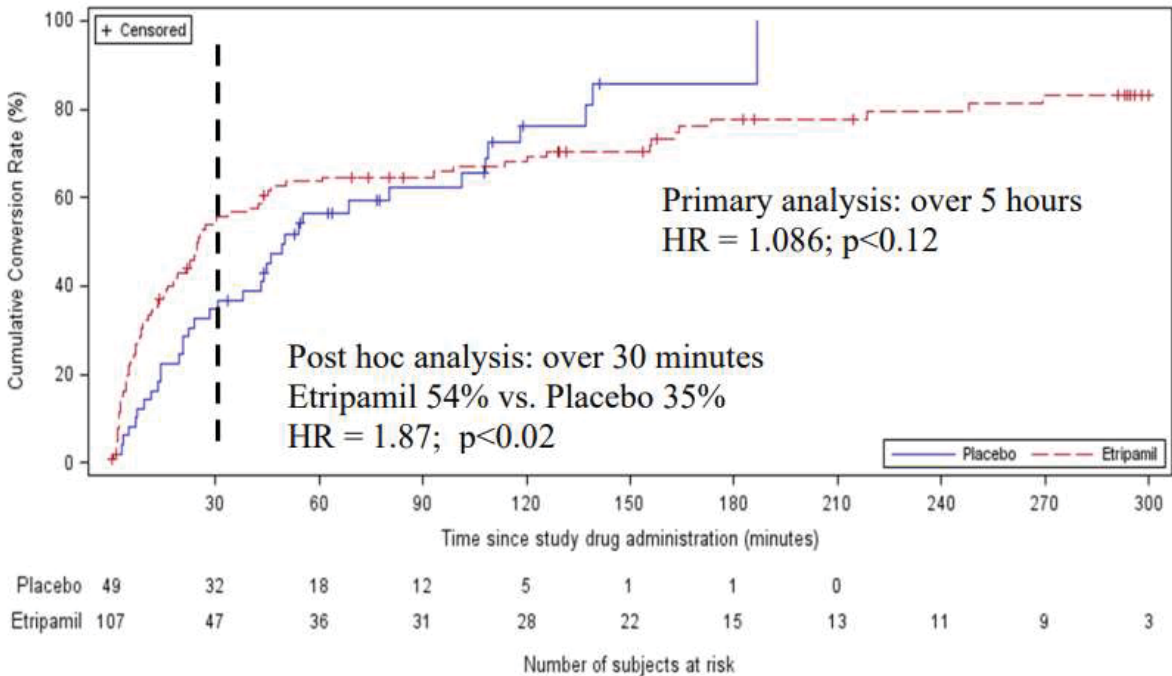 100
+ Censored
80
60
40
20
0
Cumulative Conversion Rate (%)
Primary analysis: over 5 hours
HR = 1.086; p<0.12
Post hoc analysis: over 30 minutes
Etripamil 54% vs. Placebo 35%
HR = 1.87; p<0.02
Placebo Etripamil
30 60 90 120 150 180 210 240 270 300
Time since study drug administration (minutes)
Placebo 49 32 18 12 5 1 1 0
Etripamil 107 47 36 31 28 22 15 13 11 9 3
Number of subjects at risk